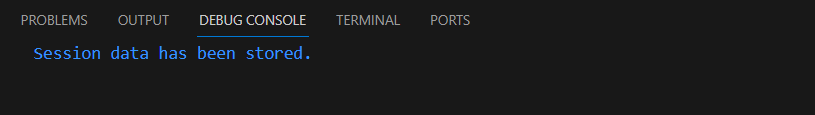 PROBLEMS OUTPUT DEBUG CONSOLE TERMINAL PORTS
Session data has been stored.